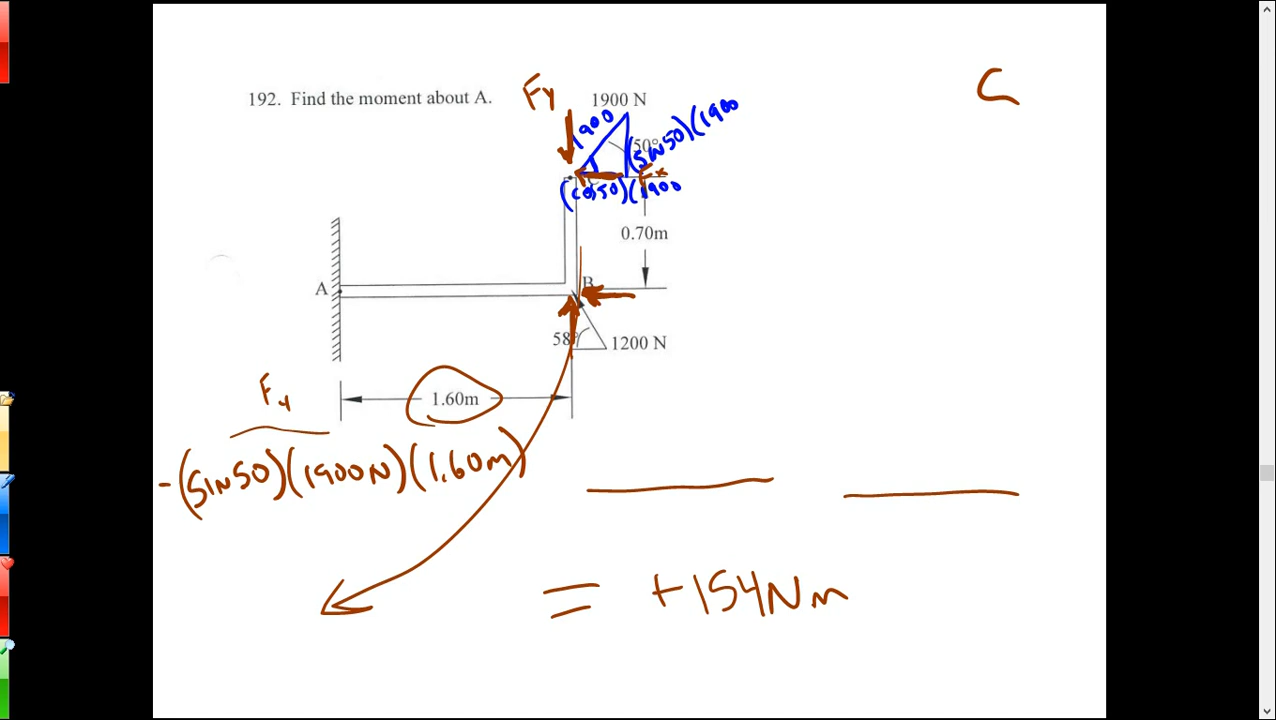 192. Find the moment about A.
Fy
1900 N
C
1900
50°
(sin50)(1900
Fx
(cos50)(1900
0.70m
A
B
58°
1200 N
1.60m
Fy
-(sin50)(1900N)(1.60m)
= +154Nm